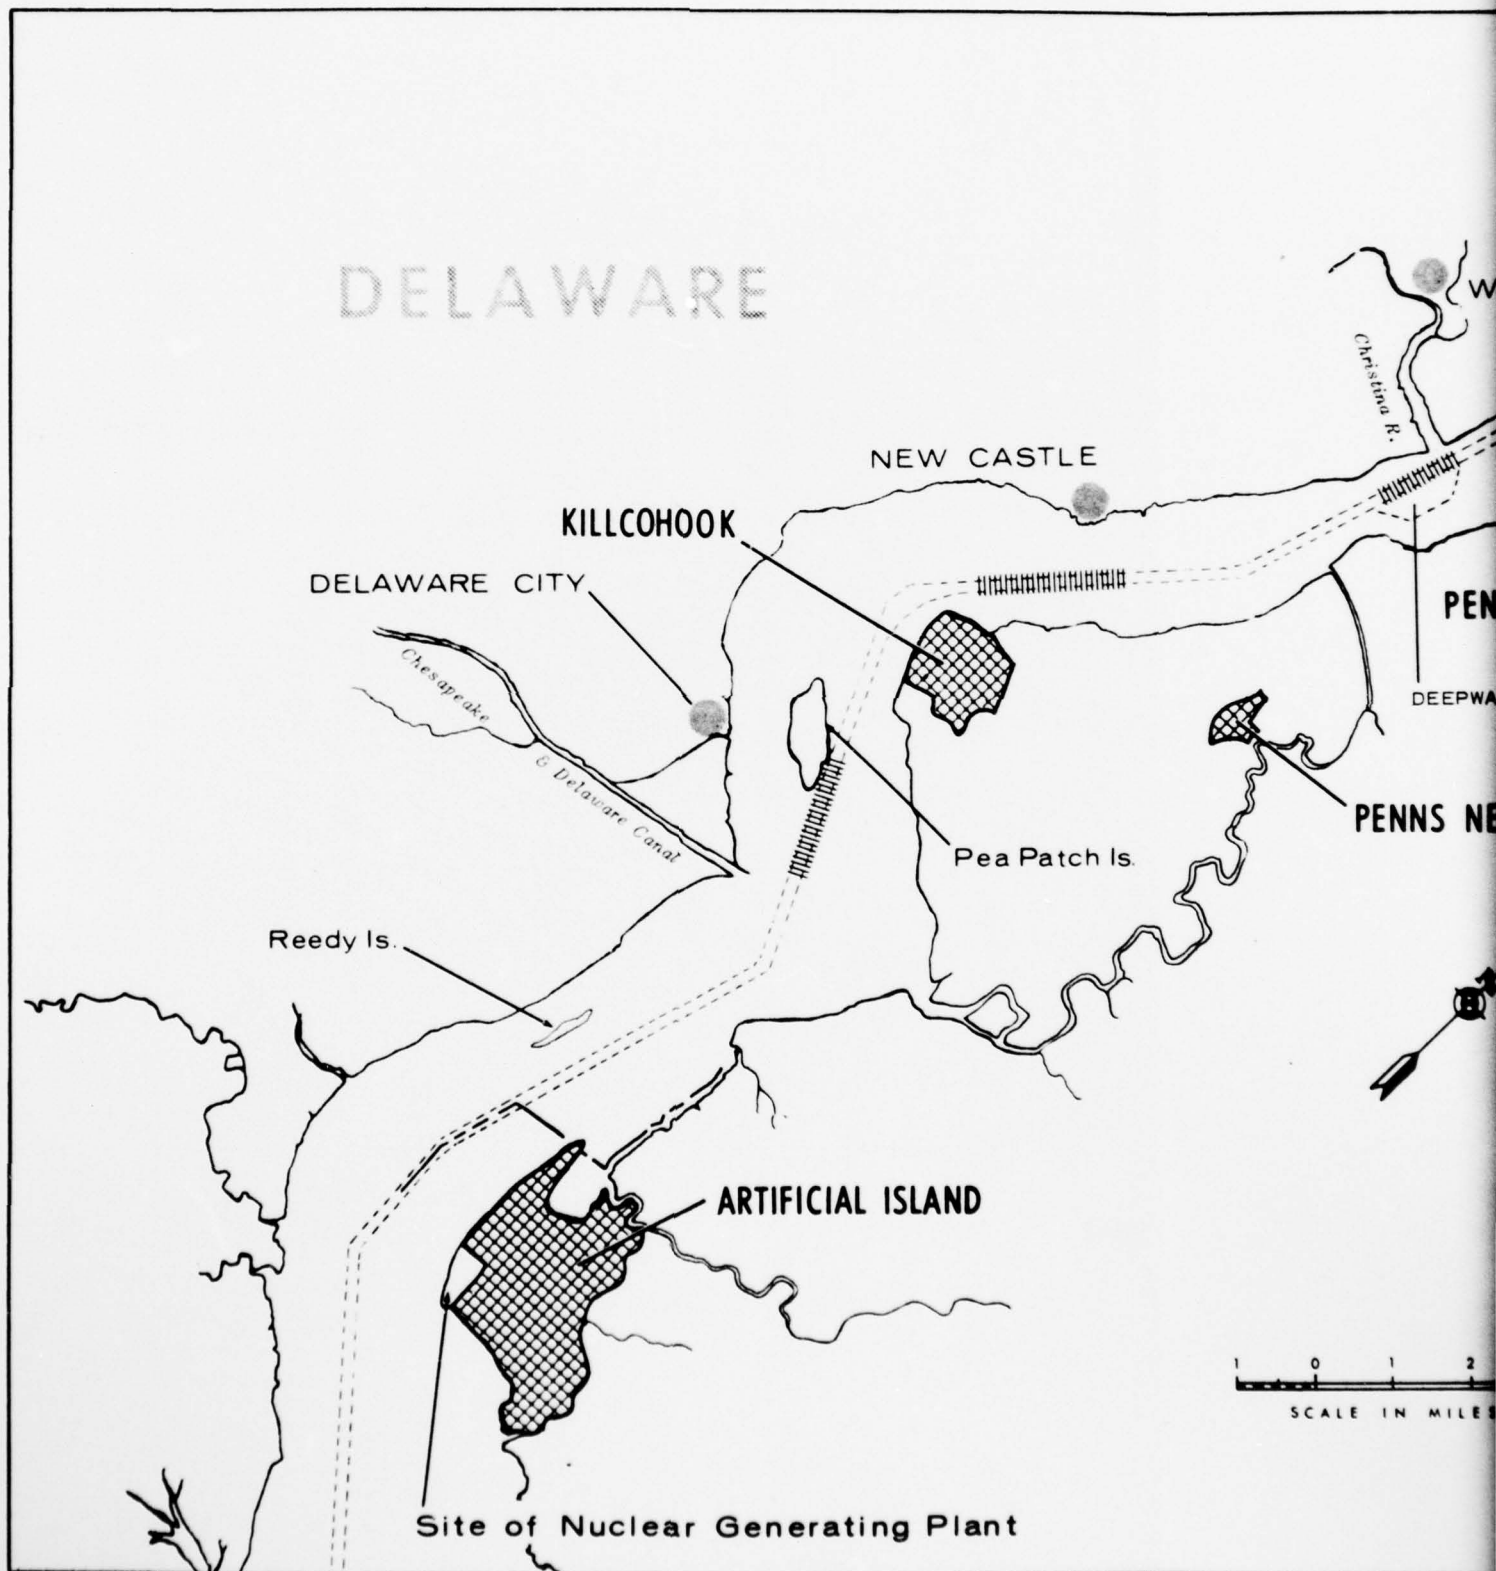 DELAWARE
W
Christina R.
NEW CASTLE
KILLCOHOOK
DELAWARE CITY
PEN
Chesapeake
& Delaware Canal
DEEPWA
PENNS NE
Pea Patch Is.
Reedy Is.
ARTIFICIAL ISLAND
1 0 1 2
SCALE IN MILES
Site of Nuclear Generating Plant